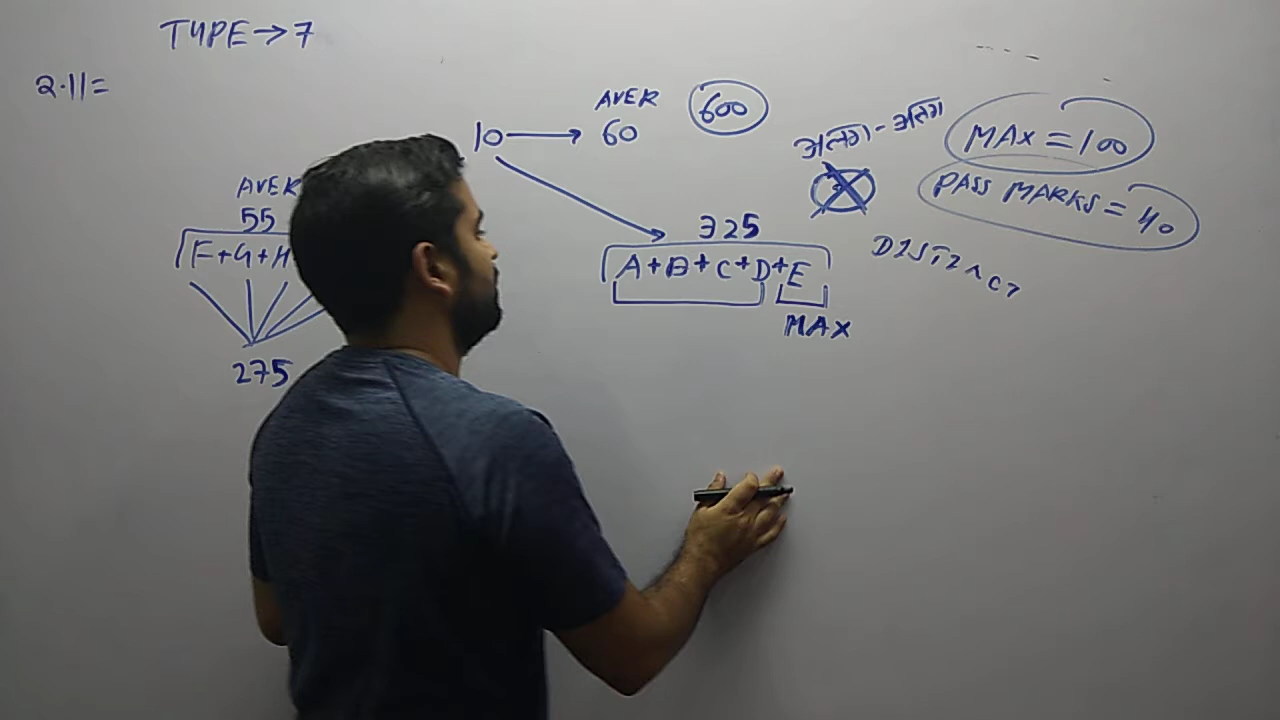 TYPE→7
2.11=
AVER
10→60
600
अलग-अलग
MAX=100
PASS MARKS=40
DISTINCT
AVER
55
F+G+H
275
325
A+B+C+D+E
MAX